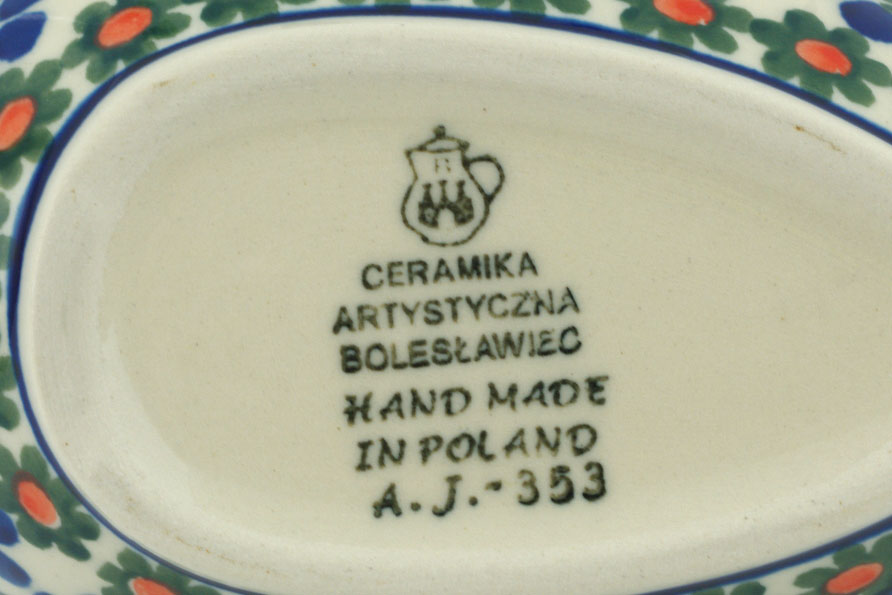 CERAMIKA
ARTYSTYCZNA
BOLESŁAWIEC
HAND MADE
IN POLAND
A.J.-353